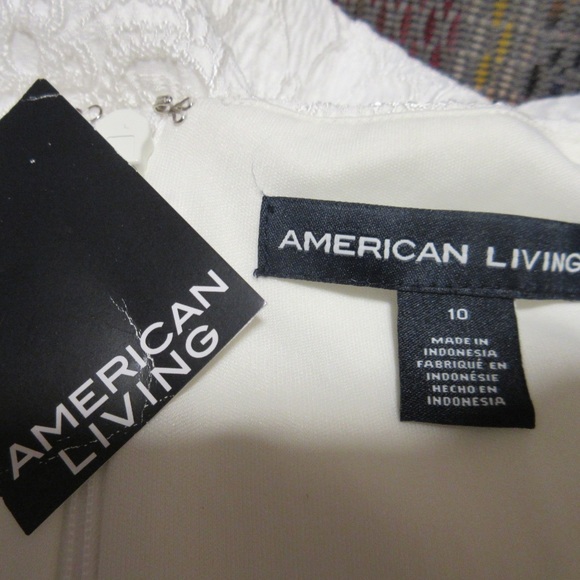 AMERICAN
LIVING
AMERICAN LIVING
10
MADE IN
INDONESIA
FABRIQUÉ EN
INDONÉSIE
HECHO EN
INDONESIA